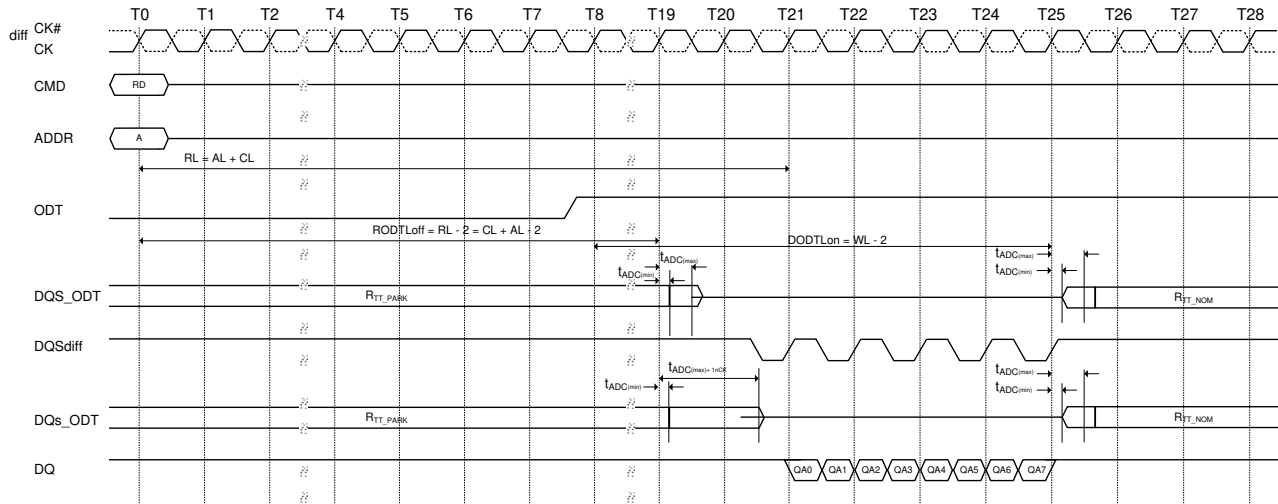 T0 T1 T2 T4 T5 T6 T7 T8 T19 T20 T21 T22 T23 T24 T25 T26 T27 T28
diff CK#
CK
CMD RD
ADDR A
RL = AL + CL
ODT
RODTLoff = RL - 2 = CL + AL - 2
DODTLon = WL - 2
tADC(max) tADC(max)
tADC(min) tADC(min)
DQS_ODT RTT_PARK RTT_NOM
DQSdiff
tADC(max)+ 1nCK tADC(max)
tADC(min) tADC(min)
DQs_ODT RTT_PARK RTT_NOM
DQ QA0 QA1 QA2 QA3 QA4 QA5 QA6 QA7